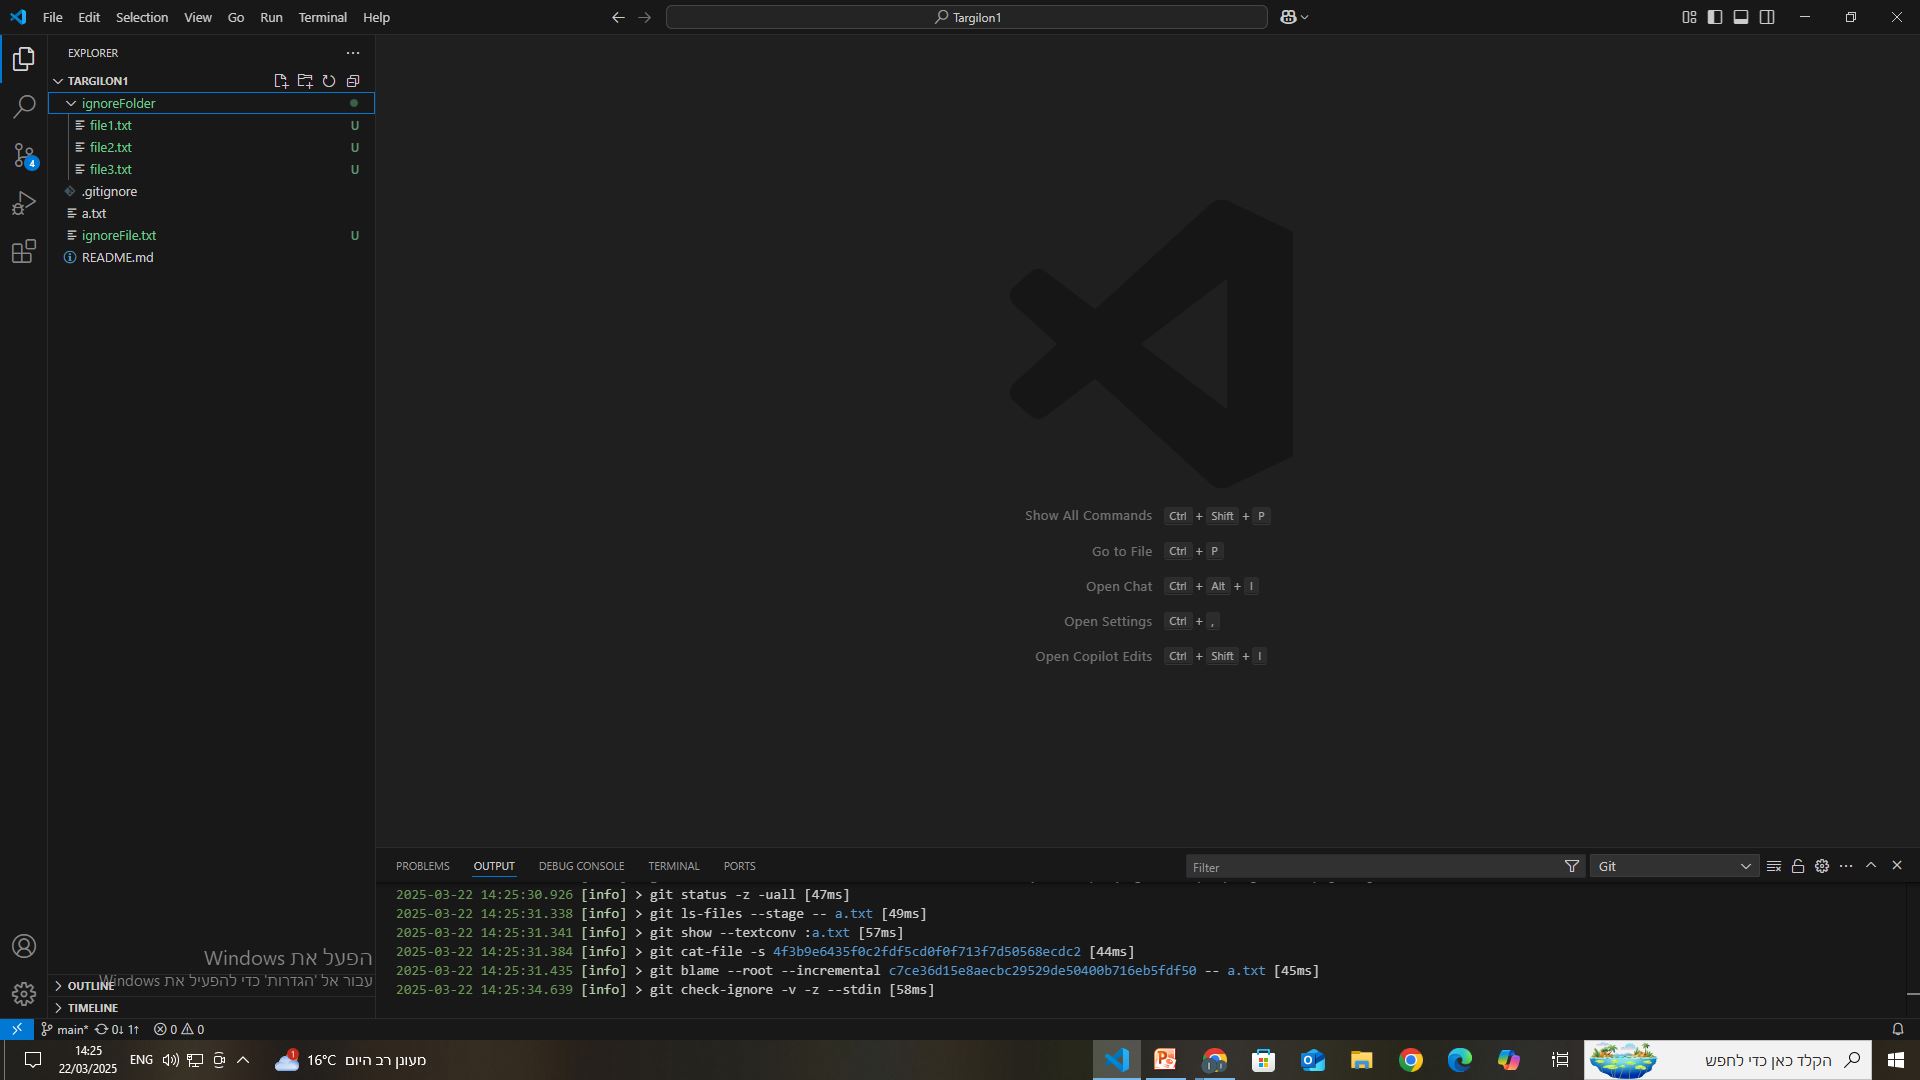 File Edit Selection View Go Run Terminal Help
Targilon1
EXPLORER
TARGILON1
ignoreFolder
file1.txt U
file2.txt U
file3.txt U
.gitignore
a.txt
ignoreFile.txt U
README.md
4
Show All Commands Ctrl + Shift + P
Go to File Ctrl + P
Open Chat Ctrl + Alt + I
Open Settings Ctrl + ,
Open Copilot Edits Ctrl + Shift + I
PROBLEMS OUTPUT DEBUG CONSOLE TERMINAL PORTS
Filter
Git
2025-03-22 14:25:30.926 [info] > git status -z -uall [47ms]
2025-03-22 14:25:31.338 [info] > git ls-files --stage -- a.txt [49ms]
2025-03-22 14:25:31.341 [info] > git show --textconv :a.txt [57ms]
2025-03-22 14:25:31.384 [info] > git cat-file -s 4f3b9e6435f0c2fdf5cd0f0f713f7d50568ecdc2 [44ms]
2025-03-22 14:25:31.435 [info] > git blame --root --incremental c7ce36d15e8aecbc29529de50400b716eb5fdf50 -- a.txt [45ms]
2025-03-22 14:25:34.639 [info] > git check-ignore -v -z --stdin [58ms]
הפעל את Windows
עבור אל 'הגדרות' כדי להפעיל את Windows
OUTLINE
TIMELINE
main* 0↓ 1↑ 0 0
14:25
22/03/2025
ENG
1
16°C מעונן רב היום
הקלד כאן כדי לחפש